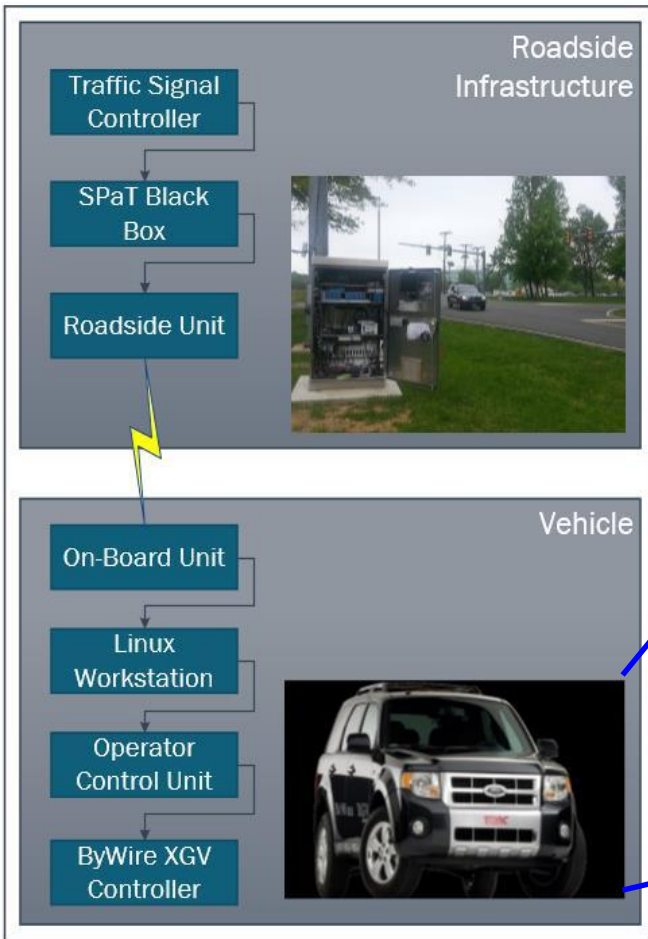 Roadside
Infrastructure
Traffic Signal
Controller
SPaT Black
Box
Roadside Unit
Vehicle
On-Board Unit
Linux
Workstation
Operator
Control Unit
ByWire XGV
Controller